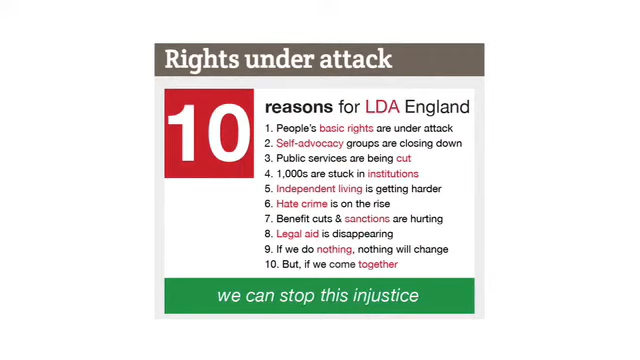 Rights under attack
10
reasons for LDA England
1. People's basic rights are under attack
2. Self-advocacy groups are closing down
3. Public services are being cut
4. 1,000s are stuck in institutions
5. Independent living is getting harder
6. Hate crime is on the rise
7. Benefit cuts & sanctions are hurting
8. Legal aid is disappearing
9. If we do nothing, nothing will change
10. But, if we come together
we can stop this injustice